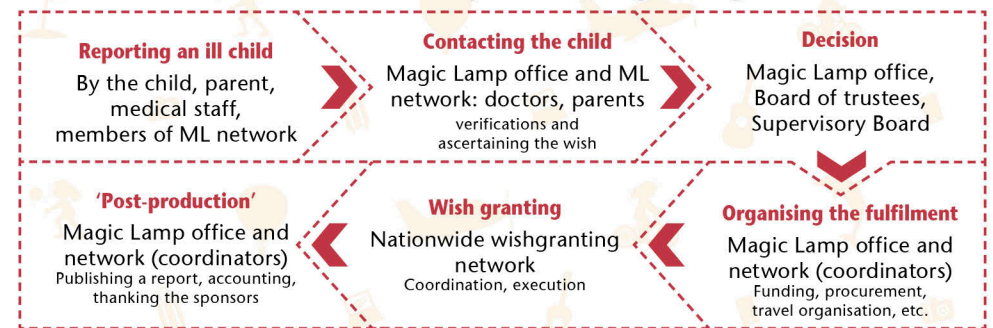 Reporting an ill child
By the child, parent,
medical staff,
members of ML network
Contacting the child
Magic Lamp office and ML
network: doctors, parents
verifications and
ascertaining the wish
Decision
Magic Lamp office,
Board of trustees,
Supervisory Board
Organising the fulfilment
Magic Lamp office and
network (coordinators)
Funding, procurement,
travel organisation, etc.
Wish granting
Nationwide wishgranting
network
Coordination, execution
‘Post-production’
Magic Lamp office and
network (coordinators)
Publishing a report, accounting,
thanking the sponsors